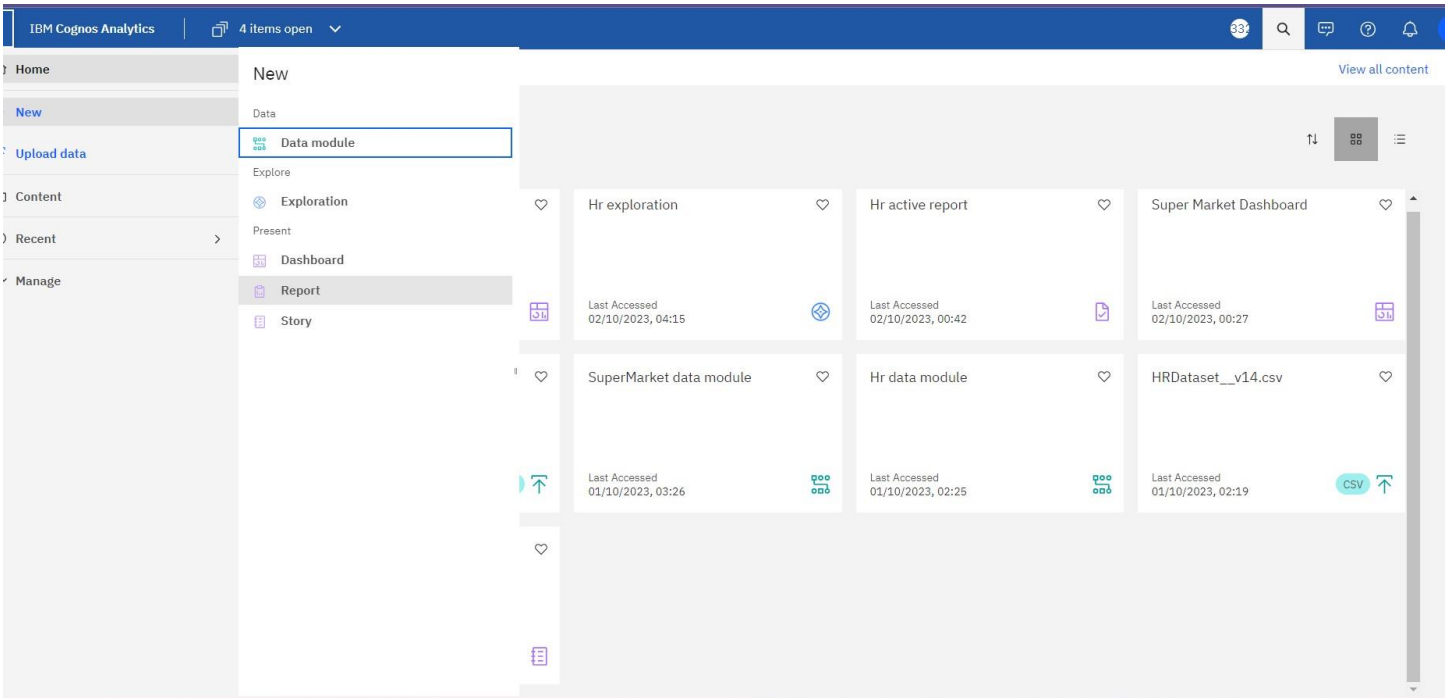 IBM Cognos Analytics
4 items open
Home
New
Upload data
Content
Recent
Manage
New
Data
Data module
Explore
Exploration
Present
Dashboard
Report
Story
View all content
Hr exploration
Last Accessed
02/10/2023, 04:15
Hr active report
Last Accessed
02/10/2023, 00:42
Super Market Dashboard
Last Accessed
02/10/2023, 00:27
SuperMarket data module
Last Accessed
01/10/2023, 03:26
Hr data module
Last Accessed
01/10/2023, 02:25
HRDataset__v14.csv
Last Accessed
01/10/2023, 02:19
CSV